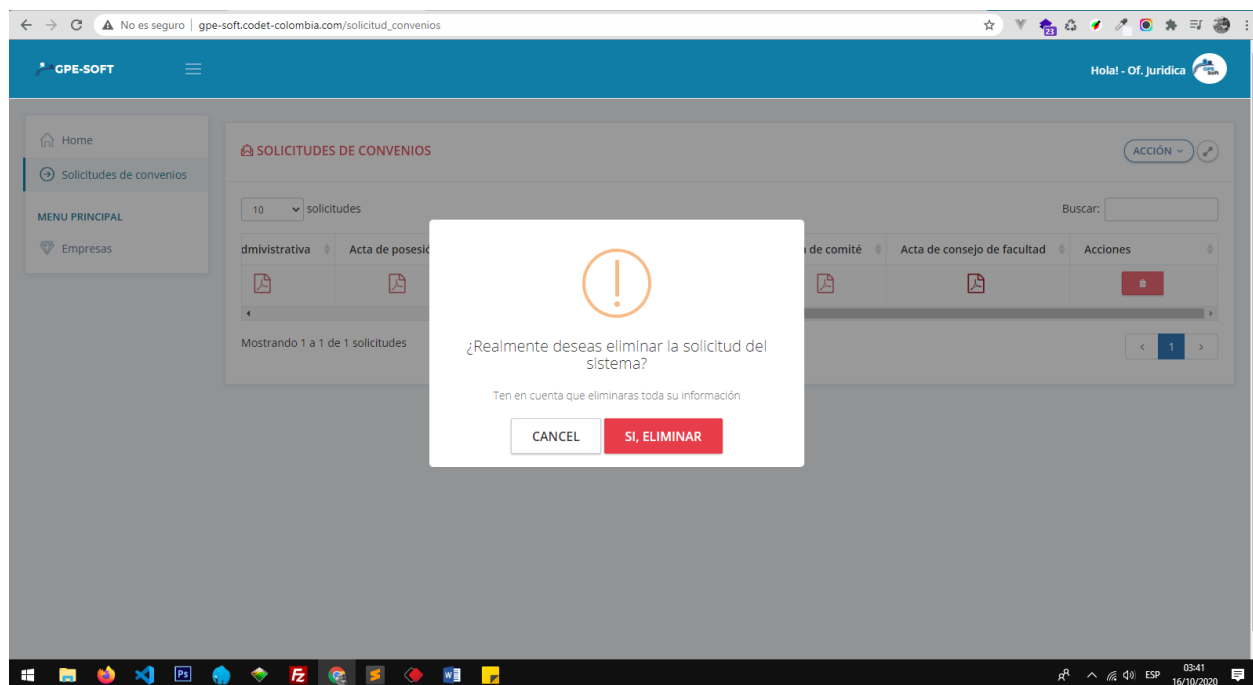 No es seguro | gpe-soft.codet-colombia.com/solicitud_convenios
23
GPE-SOFT
Hola! - Of. Juridica
Home
Solicitudes de convenios
MENU PRINCIPAL
Empresas
SOLICITUDES DE CONVENIOS
ACCIÓN
10 solicitudes
Buscar:
dmivistrativa Acta de posesió de comité Acta de consejo de facultad Acciones
Mostrando 1 a 1 de 1 solicitudes
1
¿Realmente deseas eliminar la solicitud del
sistema?
Ten en cuenta que eliminaras toda su información
CANCEL SI, ELIMINAR
Ps
ESP
03:41
16/10/2020